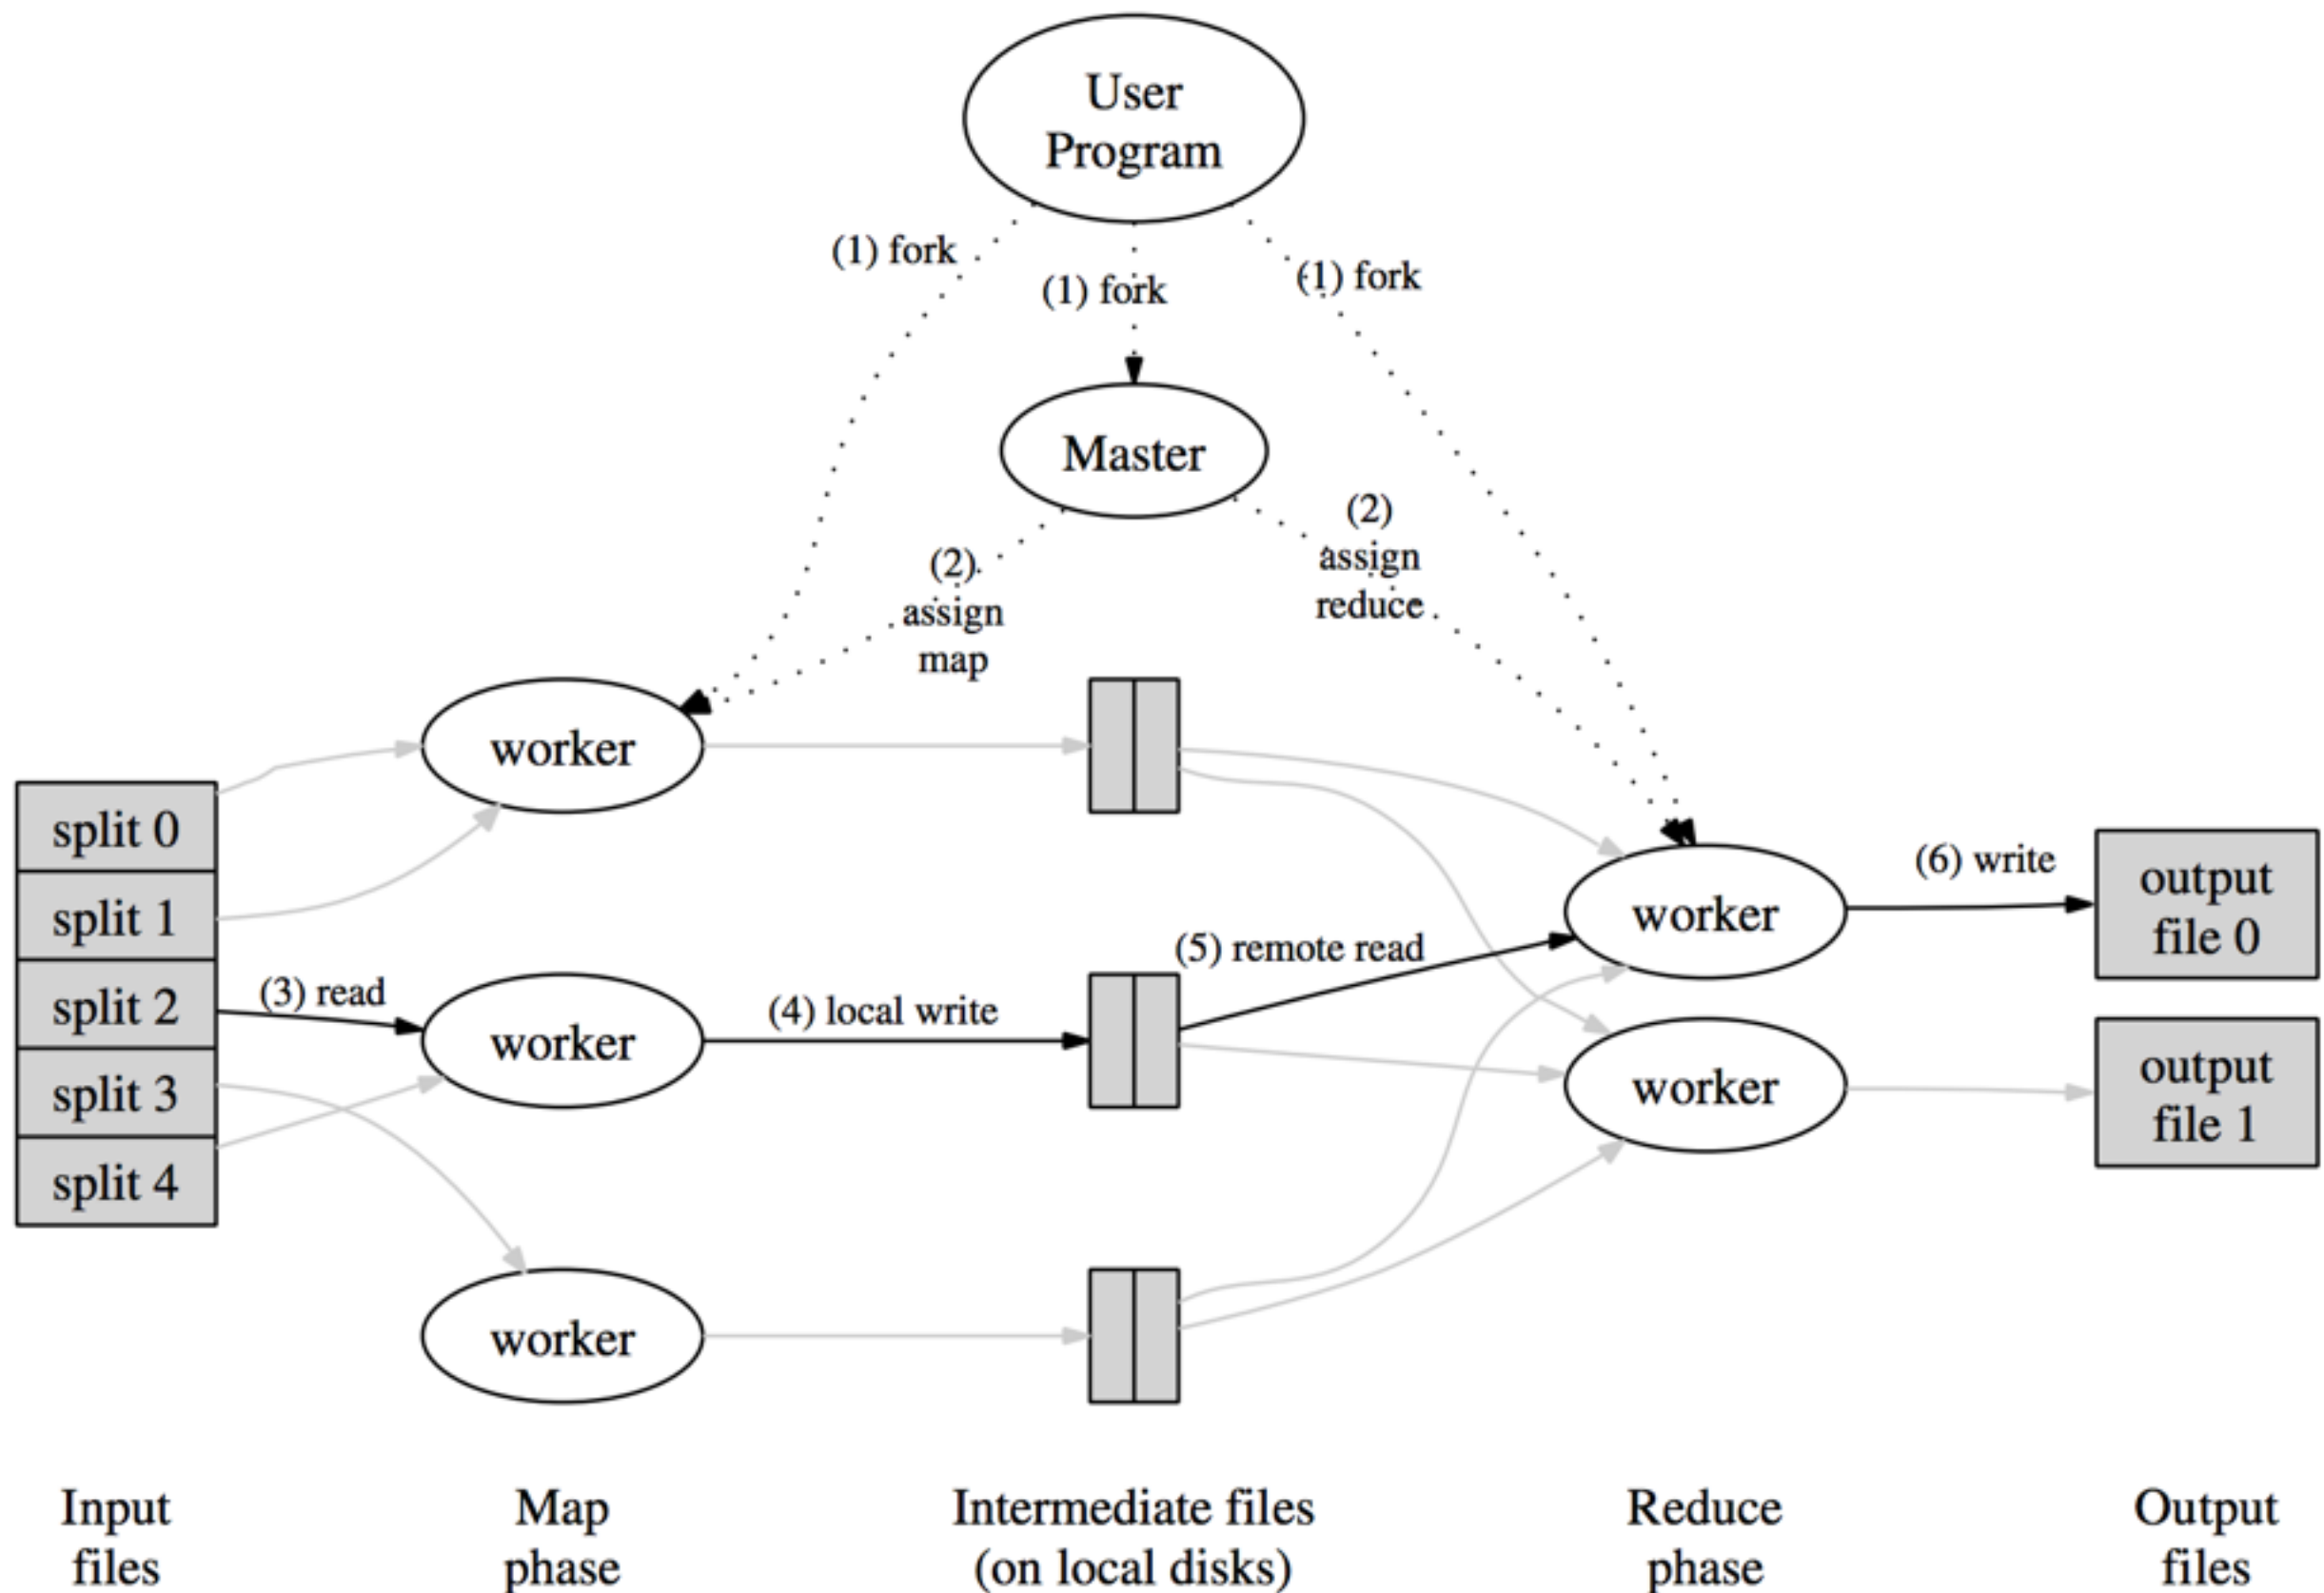 User
Program
(1) fork
(1) fork
(1) fork
Master
(2)
assign
map
(2)
assign
reduce
worker
split 0
split 1
split 2
split 3
split 4
(3) read
worker
(4) local write
(5) remote read
worker
(6) write
output
file 0
worker
output
file 1
worker
Input
files
Map
phase
Intermediate files
(on local disks)
Reduce
phase
Output
files